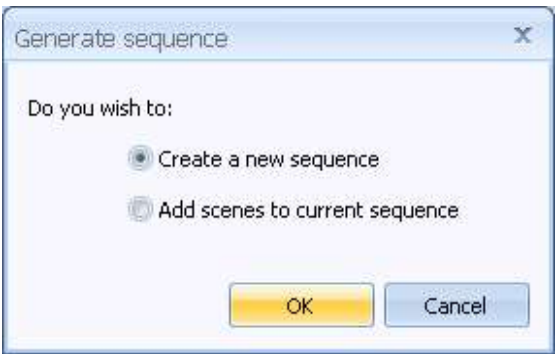 Generate sequence
Do you wish to:
Create a new sequence
Add scenes to current sequence
OK Cancel